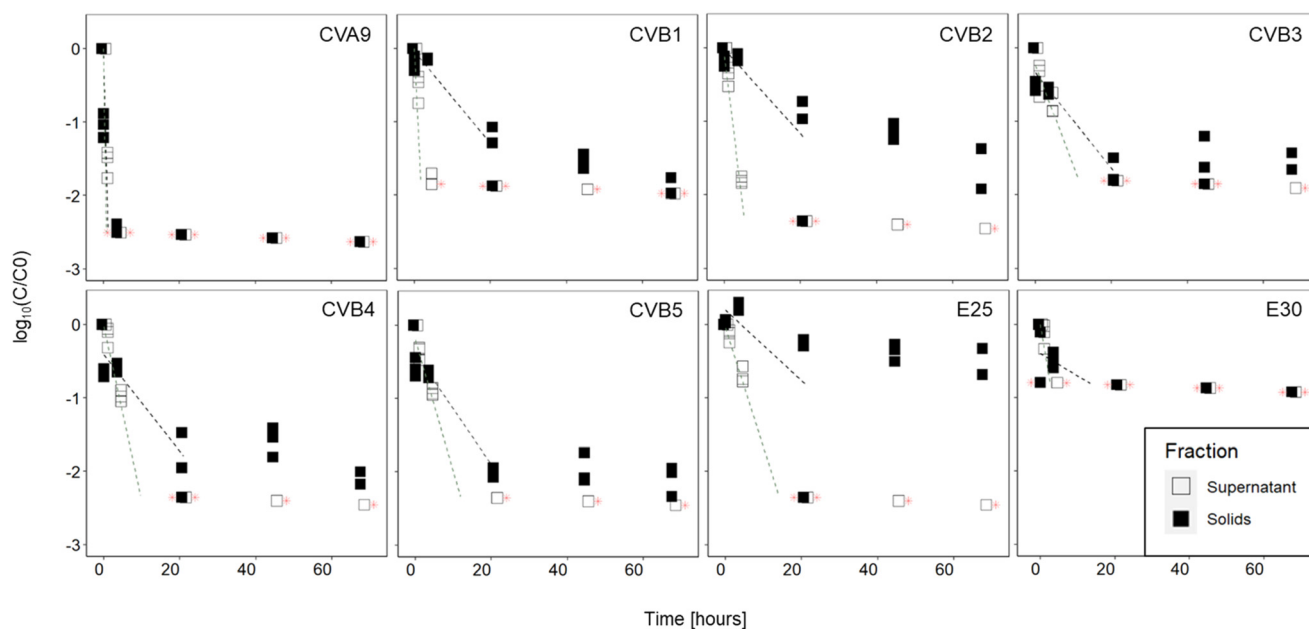 CVA9 CVB1 CVB2 CVB3
0
-1
-2
-3
CVB4 CVB5 E25 E30
0
-1
-2
-3
log10(C/C0)
0 20 40 60 0 20 40 60 0 20 40 60 0 20 40 60
Time [hours]
Fraction
Supernatant
Solids